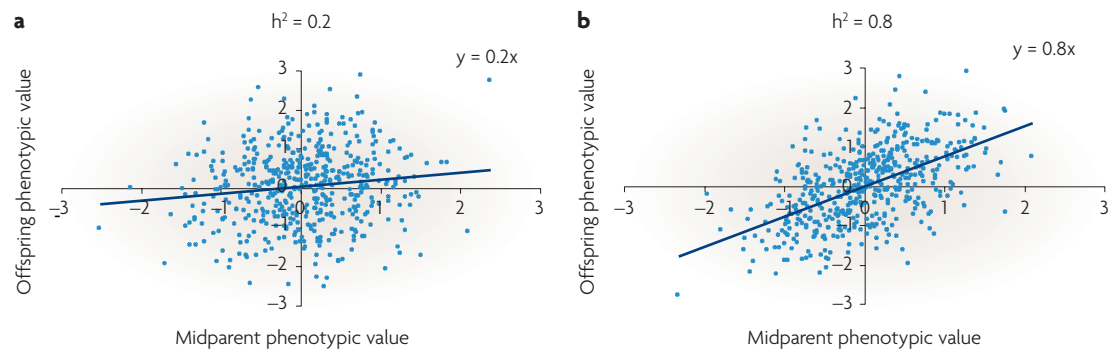 a
h² = 0.2
y = 0.2x
Offspring phenotypic value
3
2
1
0
−1
−2
−3
−3
−2
−1
0
1
2
3
Midparent phenotypic value
b
h² = 0.8
y = 0.8x
Offspring phenotypic value
3
2
1
0
−1
−2
−3
−3
−2
−1
0
1
2
3
Midparent phenotypic value